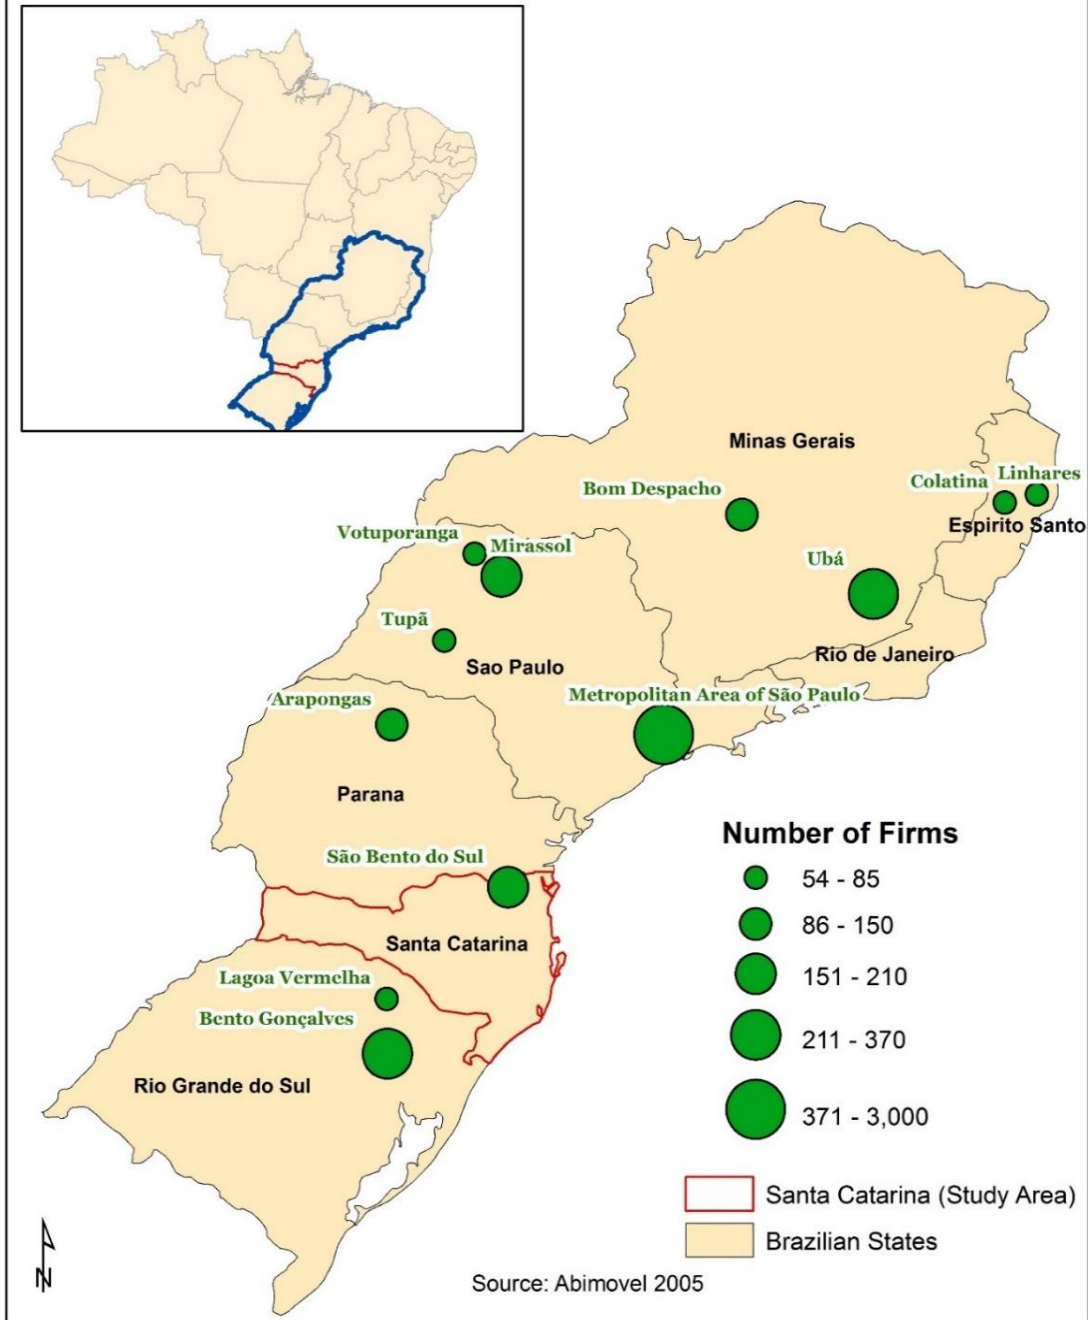 Minas Gerais
Linhares
Colatina
Bom Despacho
Espirito Santo
Votuporanga
Mirassol
Ubá
Tupã
Sao Paulo
Rio de Janeiro
Metropolitan Area of São Paulo
Arapongas
Parana
Number of Firms
São Bento do Sul
54 - 85
86 - 150
Santa Catarina
151 - 210
Lagoa Vermelha
Bento Gonçalves
211 - 370
Rio Grande do Sul
371 - 3,000
Santa Catarina (Study Area)
Brazilian States
N
Source: Abimovel 2005